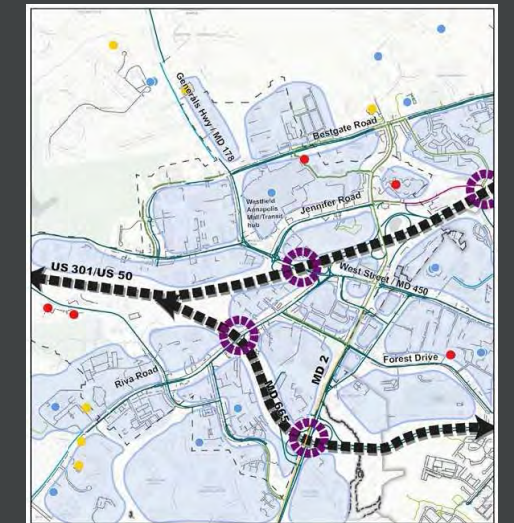 Generals Hwy / MD 178
Bestgate Road
Westfield
Annapolis
Mall/Transit
hub
Jennifer Road
US 301/US 50
West Street / MD 450
MD 2
Forest Drive
Riva Road
MD 665